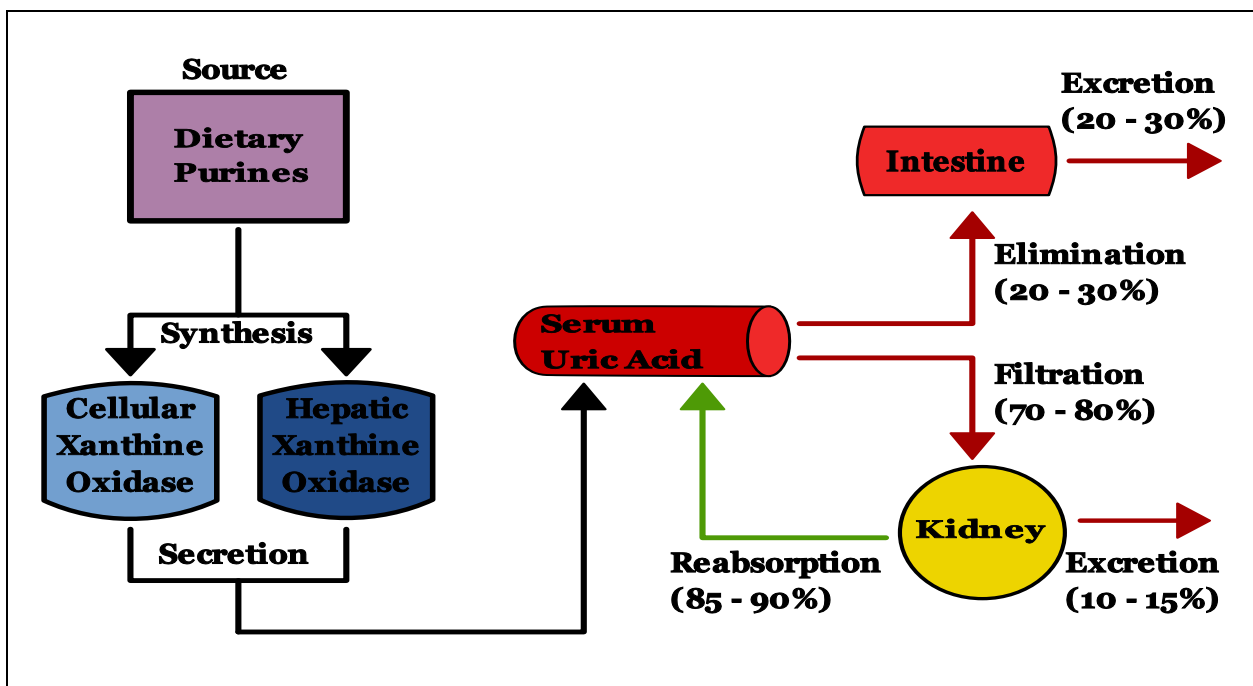 Source
Dietary
Purines
Synthesis
Cellular
Xanthine
Oxidase
Hepatic
Xanthine
Oxidase
Secretion
Serum
Uric Acid
Intestine
Excretion
(20 - 30%)
Elimination
(20 - 30%)
Filtration
(70 - 80%)
Kidney
Reabsorption
(85 - 90%)
Excretion
(10 - 15%)